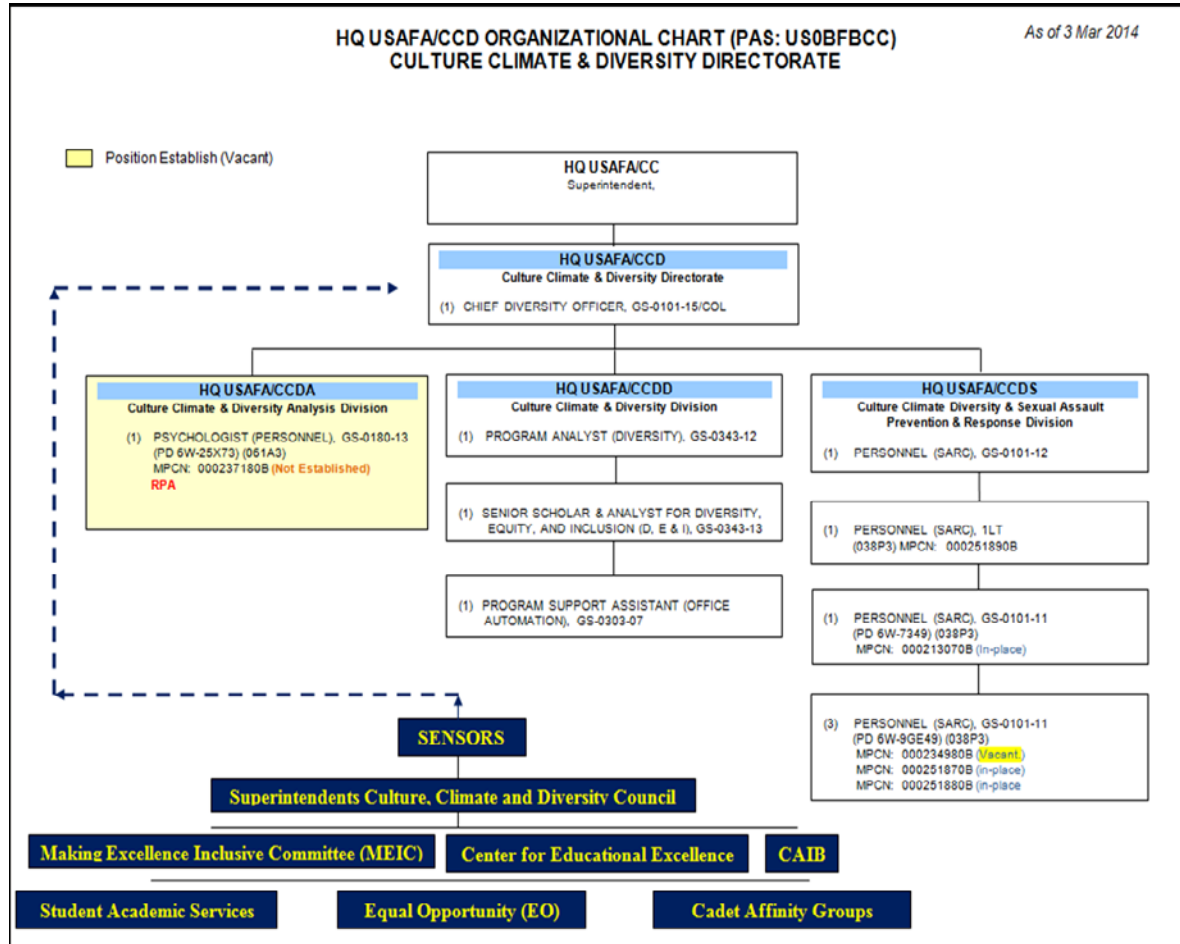 HQ USAFA/CCD ORGANIZATIONAL CHART (PAS: US0BFBCC)
CULTURE CLIMATE & DIVERSITY DIRECTORATE
As of 3 Mar 2014
Position Establish (Vacant)
HQ USAFA/CC
Superintendent,
HQ USAFA/CCD
Culture Climate & Diversity Directorate
(1) CHIEF DIVERSITY OFFICER, GS-0101-15/COL
HQ USAFA/CCDA
Culture Climate & Diversity Analysis Division
(1) PSYCHOLOGIST (PERSONNEL), GS-0180-13
(PD 6W-25X73) (061A3)
MPCN: 000237180B (Not Established)
RPA
HQ USAFA/CCDD
Culture Climate & Diversity Division
(1) PROGRAM ANALYST (DIVERSITY). GS-0343-12
(1) SENIOR SCHOLAR & ANALYST FOR DIVERSITY,
EQUITY, AND INCLUSION (D, E & I), GS-0343-13
(1) PROGRAM SUPPORT ASSISTANT (OFFICE
AUTOMATION), GS-0303-07
HQ USAFA/CCDS
Culture Climate Diversity & Sexual Assault
Prevention & Response Division
(1) PERSONNEL (SARC), GS-0101-12
(1) PERSONNEL (SARC), 1LT
(038P3) MPCN: 000251890B
(1) PERSONNEL (SARC), GS-0101-11
(PD 6W-7349) (038P3)
MPCN: 000213070B (In-place)
(3) PERSONNEL (SARC), GS-0101-11
(PD 6W-9GE49) (038P3)
MPCN: 000234980B (Vacant.)
MPCN: 000251870B (in-place)
MPCN: 000251880B (in-place
SENSORS
Superintendents Culture, Climate and Diversity Council
Making Excellence Inclusive Committee (MEIC)
Center for Educational Excellence
CAIB
Student Academic Services
Equal Opportunity (EO)
Cadet Affinity Groups